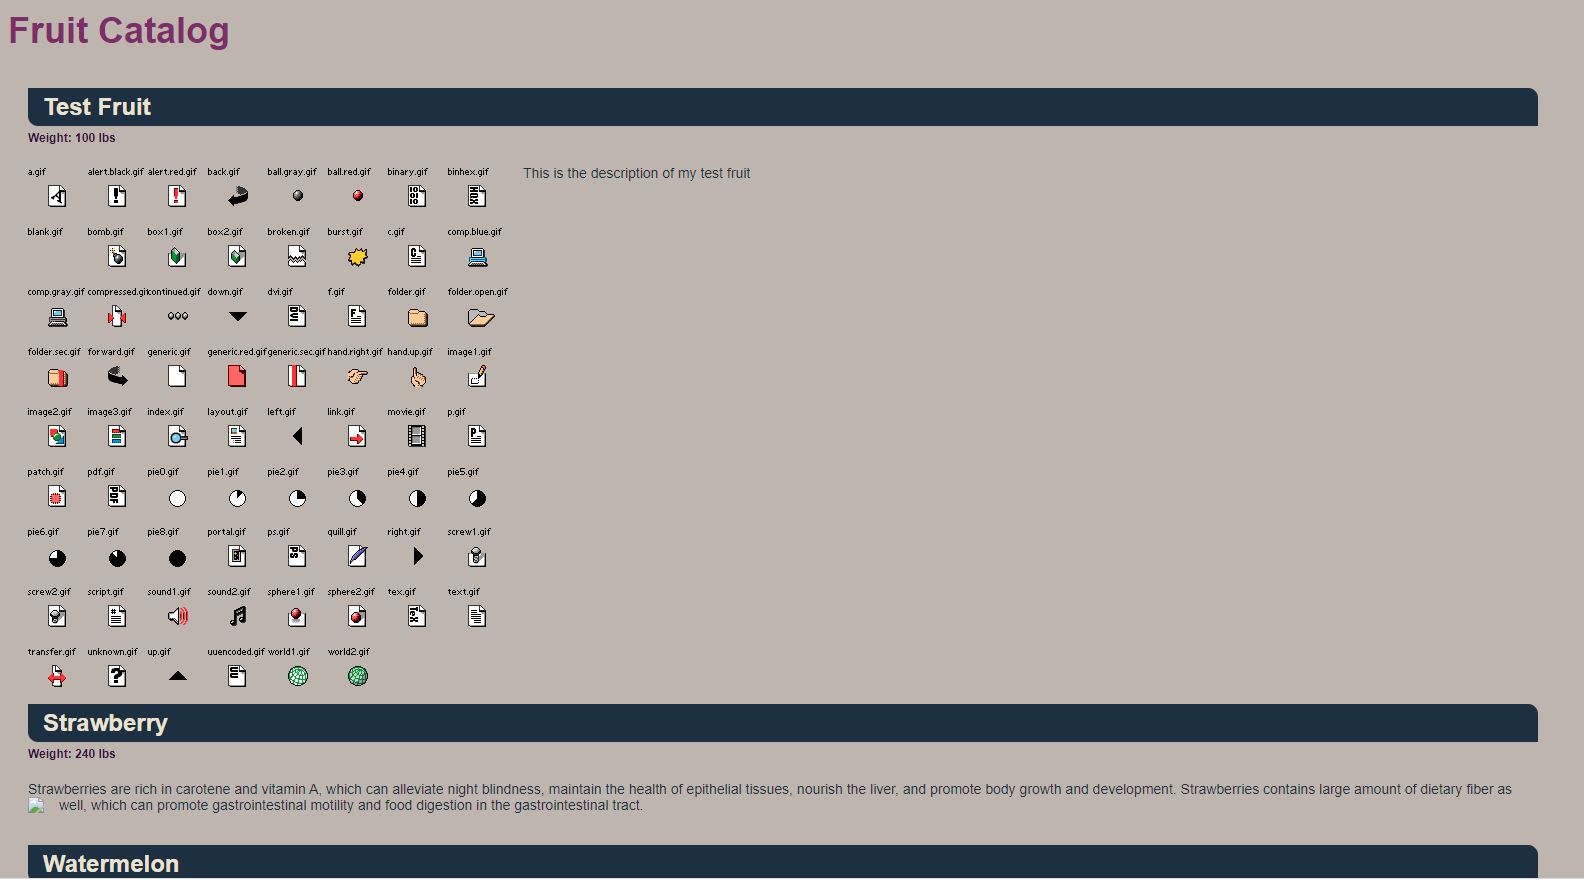 Fruit Catalog
Test Fruit
Weight: 100 lbs
a.gif alert.black.gif alert.red.gif back.gif ball.gray.gif ball.red.gif binary.gif binhex.gif This is the description of my test fruit
blank.gif bomb.gif box1.gif box2.gif broken.gif burst.gif c.gif comp.blue.gif
comp.gray.gif compressed.gif continued.gif down.gif dvi.gif f.gif folder.gif folder.open.gif
folder.sec.gif forward.gif generic.gif generic.red.gif generic.sec.gif hand.right.gif hand.up.gif image1.gif
image2.gif image3.gif index.gif layout.gif left.gif link.gif movie.gif p.gif
patch.gif pdf.gif pie0.gif pie1.gif pie2.gif pie3.gif pie4.gif pie5.gif
pie6.gif pie7.gif pie8.gif portal.gif ps.gif quill.gif right.gif screw1.gif
screw2.gif script.gif sound1.gif sound2.gif sphere1.gif sphere2.gif tex.gif text.gif
transfer.gif unknown.gif up.gif uuencoded.gif world1.gif world2.gif
Strawberry
Weight: 240 lbs
Strawberries are rich in carotene and vitamin A, which can alleviate night blindness, maintain the health of epithelial tissues, nourish the liver, and promote body growth and development. Strawberries contains large amount of dietary fiber as
well, which can promote gastrointestinal motility and food digestion in the gastrointestinal tract.
Watermelon